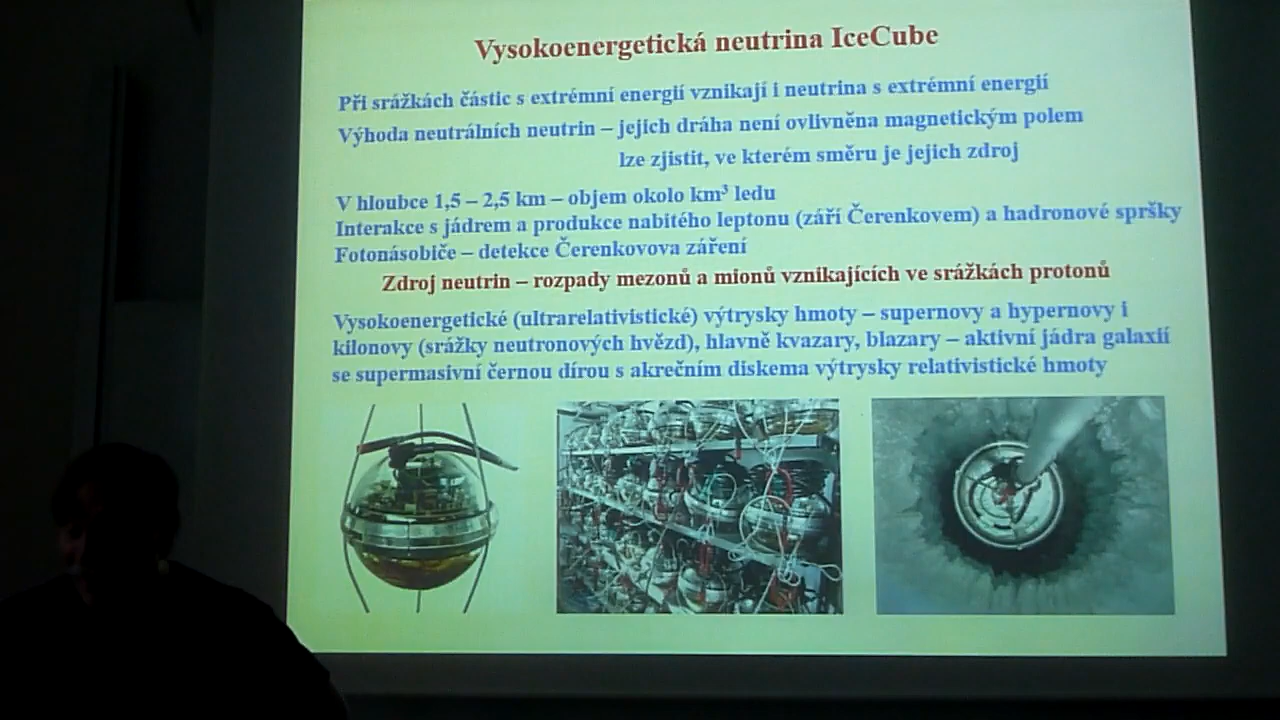 Vysokoenergetická neutrina IceCube
Při srážkách částic s extrémní energií vznikají i neutrina s extrémní energií
Výhoda neutrálních neutrin – jejich dráha není ovlivněna magnetickým polem
lze zjistit, ve kterém směru je jejich zdroj
V hloubce 1,5 – 2,5 km – objem okolo km³ ledu
Interakce s jádrem a produkce nabitého leptonu (září Čerenkovem) a hadronové spršky
Fotonásobiče – detekce Čerenkovova záření
Zdroj neutrin – rozpady mezonů a mionů vznikajících ve srážkách protonů
Vysokoenergetické (ultrarelativistické) výtrysky hmoty – supernovy a hypernovy i
kilonovy (srážky neutronových hvězd), hlavně kvazary, blazary – aktivní jádra galaxií
se supermasivní černou dírou s akrečním diskema výtrysky relativistické hmoty